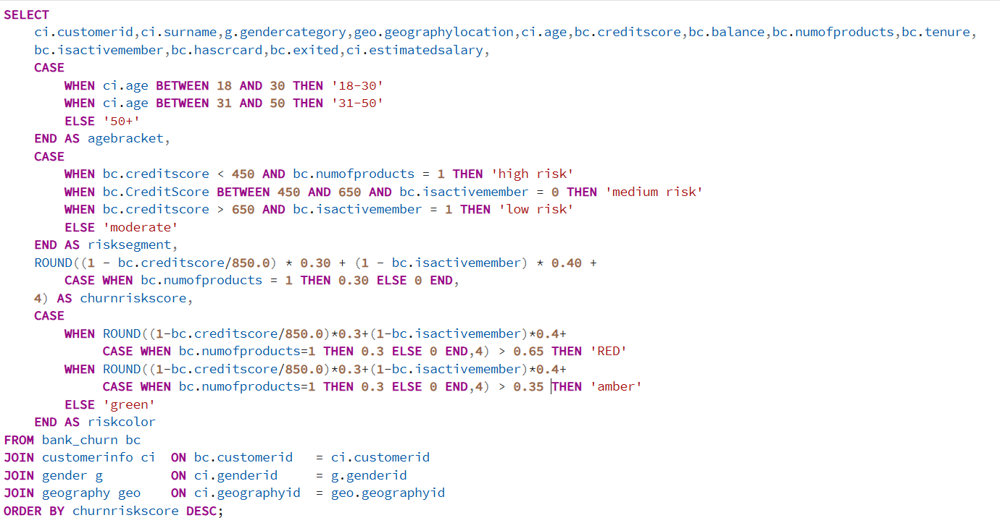 SELECT
ci.customerid,ci.surname,g.gendercategory,geo.geographylocation,ci.age,bc.creditscore,bc.balance,bc.numofproducts,bc.tenure,
bc.isactivemember,bc.hascrcard,bc.exited,ci.estimatedsalary,
CASE
WHEN ci.age BETWEEN 18 AND 30 THEN '18-30'
WHEN ci.age BETWEEN 31 AND 50 THEN '31-50'
ELSE '50+'
END AS agebracket,
CASE
WHEN bc.creditscore < 450 AND bc.numofproducts = 1 THEN 'high risk'
WHEN bc.CreditScore BETWEEN 450 AND 650 AND bc.isactivemember = 0 THEN 'medium risk'
WHEN bc.creditscore > 650 AND bc.isactivemember = 1 THEN 'low risk'
ELSE 'moderate'
END AS risksegment,
ROUND((1 - bc.creditscore/850.0) * 0.30 + (1 - bc.isactivemember) * 0.40 +
CASE WHEN bc.numofproducts = 1 THEN 0.30 ELSE 0 END,
4) AS churnriskscore,
CASE
WHEN ROUND((1-bc.creditscore/850.0)*0.3+(1-bc.isactivemember)*0.4+
CASE WHEN bc.numofproducts=1 THEN 0.3 ELSE 0 END,4) > 0.65 THEN 'RED'
WHEN ROUND((1-bc.creditscore/850.0)*0.3+(1-bc.isactivemember)*0.4+
CASE WHEN bc.numofproducts=1 THEN 0.3 ELSE 0 END,4) > 0.35 THEN 'amber'
ELSE 'green'
END AS riskcolor
FROM bank_churn bc
JOIN customerinfo ci ON bc.customerid = ci.customerid
JOIN gender g ON ci.genderid = g.genderid
JOIN geography geo ON ci.geographyid = geo.geographyid
ORDER BY churnriskscore DESC;